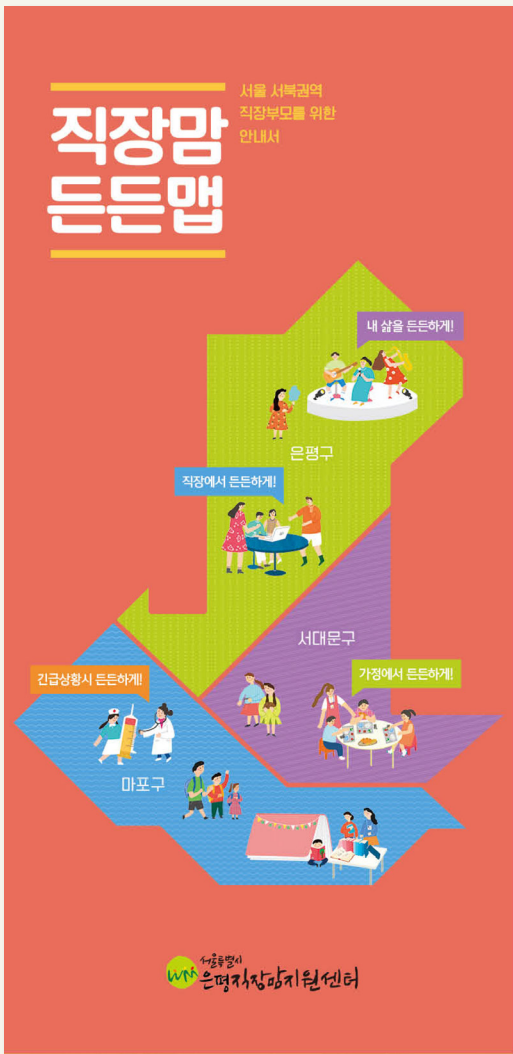 직장맘
든든맵
서울 서북권역
직장부모를 위한
안내서
내 삶을 든든하게!
은평구
직장에서 든든하게!
서대문구
긴급상황시 든든하게!
가정에서 든든하게!
마포구
WM
서울특별시
은평직장맘지원센터